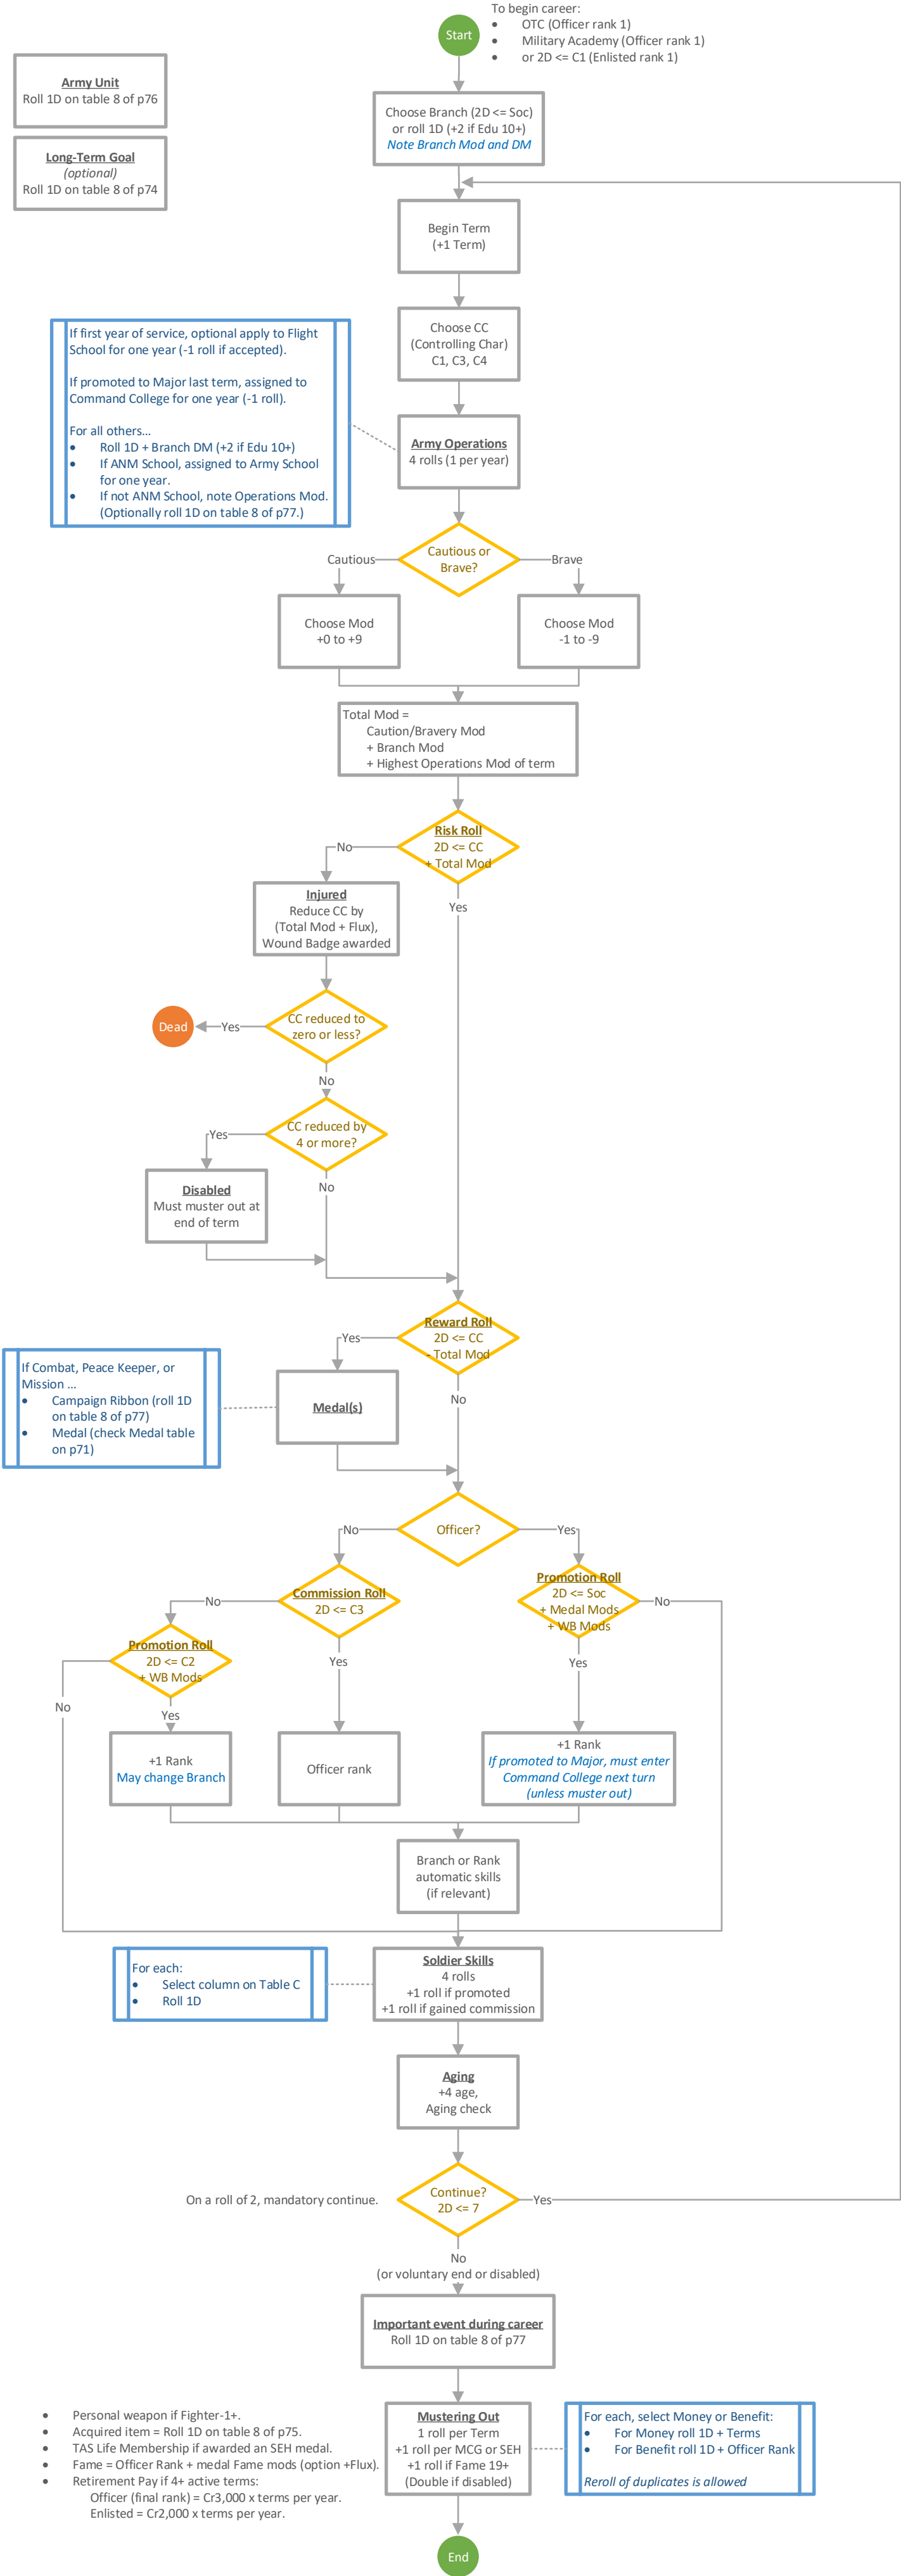 To begin career:
• OTC (Officer rank 1)
• Military Academy (Officer rank 1)
• or 2D <= C1 (Enlisted rank 1)
Start
Army Unit
Roll 1D on table 8 of p76
Long-Term Goal
(optional)
Roll 1D on table 8 of p74
Choose Branch (2D <= Soc)
or roll 1D (+2 if Edu 10+)
Note Branch Mod and DM
Begin Term
(+1 Term)
Choose CC
(Controlling Char)
C1, C3, C4
If first year of service, optional apply to Flight
School for one year (-1 roll if accepted).
If promoted to Major last term, assigned to
Command College for one year (-1 roll).
For all others...
• Roll 1D + Branch DM (+2 if Edu 10+)
• If ANM School, assigned to Army School
for one year.
• If not ANM School, note Operations Mod.
(Optionally roll 1D on table 8 of p77.)
Army Operations
4 rolls (1 per year)
Cautious or
Brave?
Cautious
Brave
Choose Mod
+0 to +9
Choose Mod
-1 to -9
Total Mod =
Caution/Bravery Mod
+ Branch Mod
+ Highest Operations Mod of term
Risk Roll
2D <= CC
+ Total Mod
No
Yes
Injured
Reduce CC by
(Total Mod + Flux),
Wound Badge awarded
CC reduced to
zero or less?
Yes
Dead
No
CC reduced by
4 or more?
Yes
No
Disabled
Must muster out at
end of term
Reward Roll
2D <= CC
- Total Mod
Yes
No
If Combat, Peace Keeper, or
Mission ...
• Campaign Ribbon (roll 1D
on table 8 of p77)
• Medal (check Medal table
on p71)
Medal(s)
Officer?
No
Yes
Commission Roll
2D <= C3
No
Yes
Promotion Roll
2D <= Soc
+ Medal Mods
+ WB Mods
No
Yes
Promotion Roll
2D <= C2
+ WB Mods
No
Yes
+1 Rank
May change Branch
Officer rank
+1 Rank
If promoted to Major, must enter
Command College next turn
(unless muster out)
Branch or Rank
automatic skills
(if relevant)
For each:
• Select column on Table C
• Roll 1D
Soldier Skills
4 rolls
+1 roll if promoted
+1 roll if gained commission
Aging
+4 age,
Aging check
On a roll of 2, mandatory continue.
Continue?
2D <= 7
Yes
No
(or voluntary end or disabled)
Important event during career
Roll 1D on table 8 of p77
• Personal weapon if Fighter-1+.
• Acquired item = Roll 1D on table 8 of p75.
• TAS Life Membership if awarded an SEH medal.
• Fame = Officer Rank + medal Fame mods (option +Flux).
• Retirement Pay if 4+ active terms:
Officer (final rank) = Cr3,000 x terms per year.
Enlisted = Cr2,000 x terms per year.
Mustering Out
1 roll per Term
+1 roll per MCG or SEH
+1 roll if Fame 19+
(Double if disabled)
For each, select Money or Benefit:
• For Money roll 1D + Terms
• For Benefit roll 1D + Officer Rank
Reroll of duplicates is allowed
End